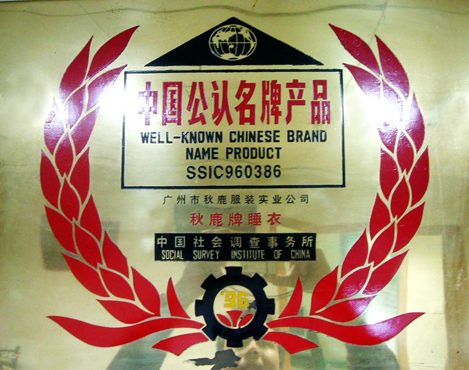 中国公认名牌产品
WELL-KNOWN CHINESE BRAND
NAME PRODUCT
SSIC960386
广州市秋鹿服装实业公司
秋鹿牌睡衣
中国社会调查事务所
SOCIAL SURVEY INSTITUTE OF CHINA
96